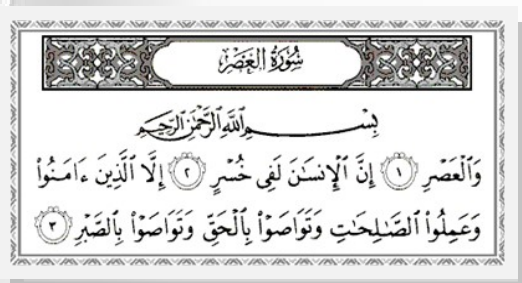 سُورَةُ العَصْرِ
بِسْمِ ٱللَّهِ ٱلرَّحْمَٰنِ ٱلرَّحِيمِ
وَٱلْعَصْرِ ١ إِنَّ ٱلْإِنسَٰنَ لَفِى خُسْرٍ ٢ إِلَّا ٱلَّذِينَ ءَامَنُوا۟
وَعَمِلُوا۟ ٱلصَّٰلِحَٰتِ وَتَوَاصَوْا۟ بِٱلْحَقِّ وَتَوَاصَوْا۟ بِٱلصَّبْرِ ٣